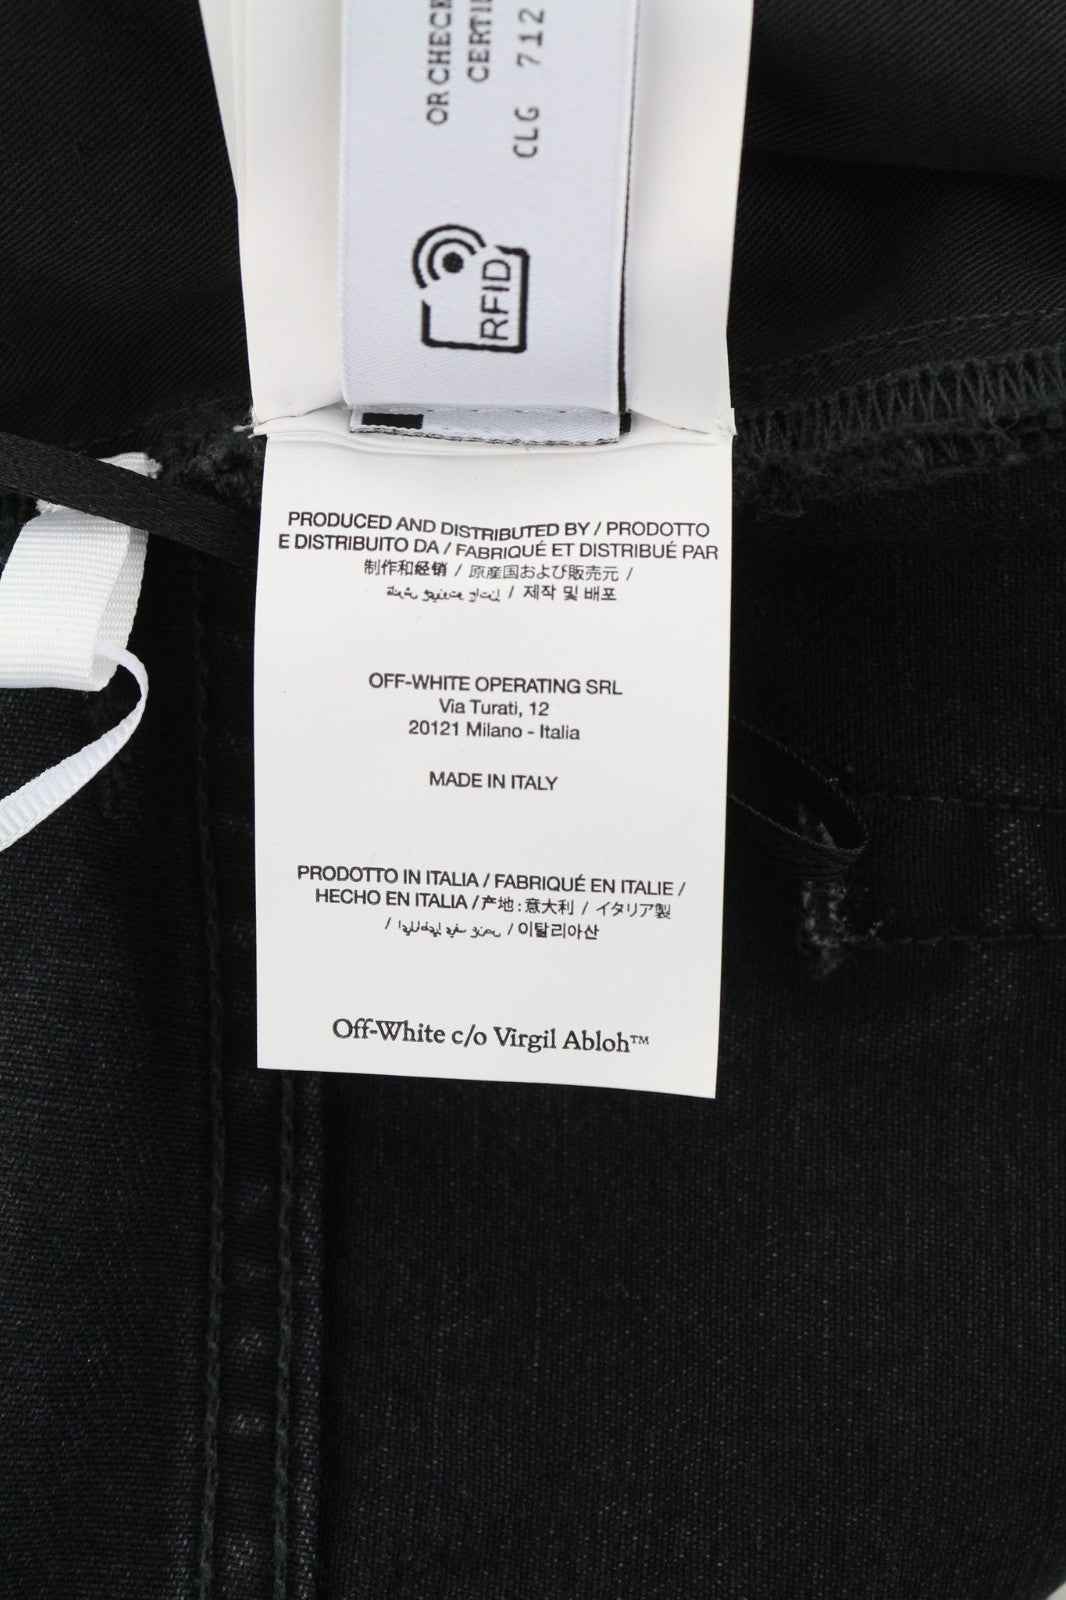 OR CHECK
CERTI
CLG 712
RFID
PRODUCED AND DISTRIBUTED BY / PRODOTTO
E DISTRIBUITO DA / FABRIQUÉ ET DISTRIBUÉ PAR
制作和经销 / 原産国および販売元 /
/ 제작 및 배포
OFF-WHITE OPERATING SRL
Via Turati, 12
20121 Milano - Italia
MADE IN ITALY
PRODOTTO IN ITALIA / FABRIQUÉ EN ITALIE /
HECHO EN ITALIA / 产地 : 意大利 / イタリア製
/ / 이탈리아산
Off-White c/o Virgil Abloh™